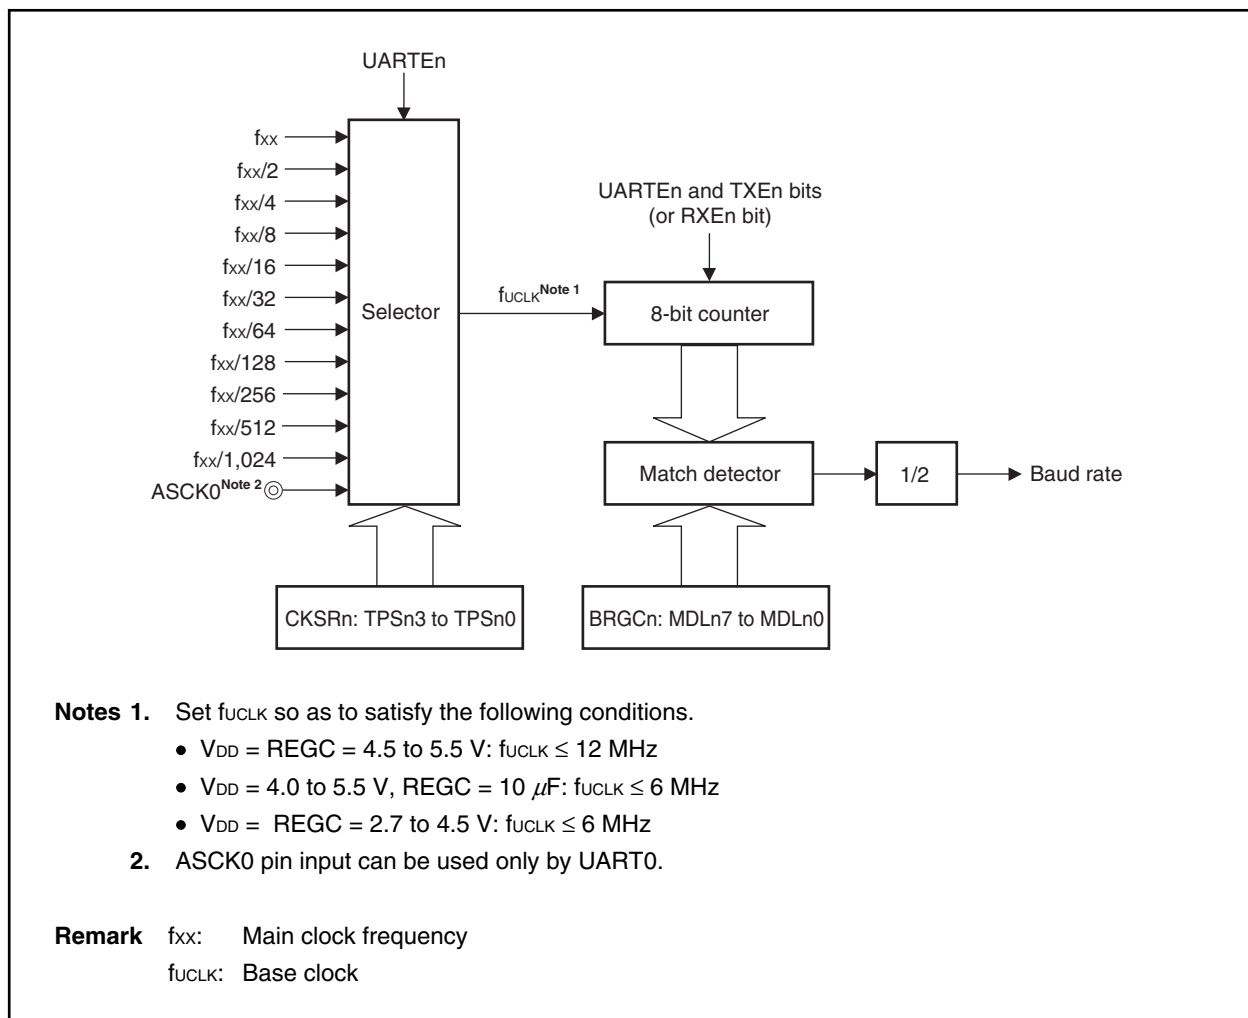 UARTEn
fxx
fxx/2
fxx/4
fxx/8
fxx/16
fxx/32
fxx/64
fxx/128
fxx/256
fxx/512
fxx/1,024
ASCK0Note 2
Selector
fUCLKNote 1
UARTEn and TXEn bits
(or RXEn bit)
8-bit counter
Match detector
1/2
Baud rate
CKSRn: TPSn3 to TPSn0
BRGCn: MDLn7 to MDLn0
Notes 1. Set fUCLK so as to satisfy the following conditions.
• VDD = REGC = 4.5 to 5.5 V: fUCLK ≤ 12 MHz
• VDD = 4.0 to 5.5 V, REGC = 10 µF: fUCLK ≤ 6 MHz
• VDD = REGC = 2.7 to 4.5 V: fUCLK ≤ 6 MHz
2. ASCK0 pin input can be used only by UART0.
Remark fxx: Main clock frequency
fUCLK: Base clock